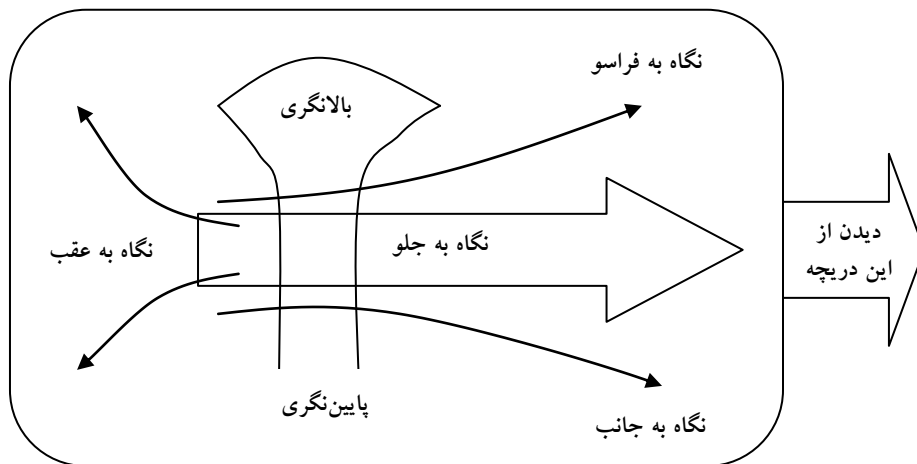 نگاه به فراسو
بالانگری
دیدن از
این دریچه
نگاه به جلو
نگاه به عقب
پایین‌نگری
نگاه به جانب